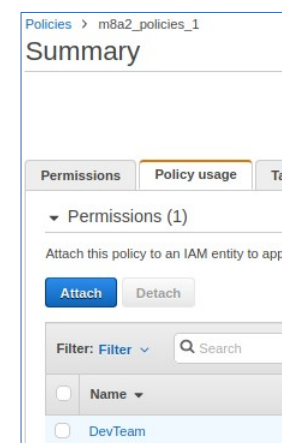 Policies > m8a2_policies_1
Summary
Permissions Policy usage Ta
Permissions (1)
Attach this policy to an IAM entity to app
Attach Detach
Filter: Filter Search
Name
DevTeam